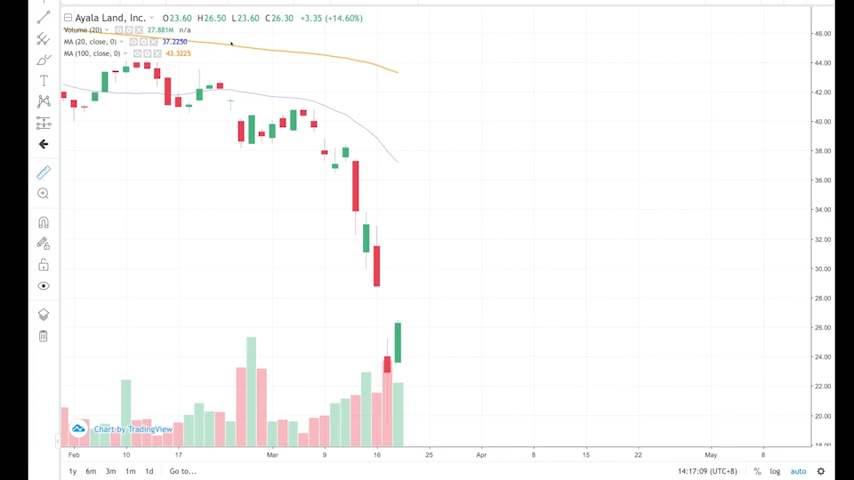 Ayala Land, Inc. O23.60 H26.50 L23.60 C26.30 +3.35 (+14.60%)
Volume (20) 27.881M n/a
MA (20, close, 0) 37.2250
MA (100, close, 0) 43.3225
46.00
44.00
42.00
40.00
38.00
36.00
34.00
32.00
30.00
28.00
26.00
24.00
22.00
20.00
18.00
Chart by TradingView
Feb 10 17 Mar 9 16 25 Apr 8 15 22 May 8
1y 6m 3m 1m 1d Go to... 14:17:09 (UTC+8) % log auto